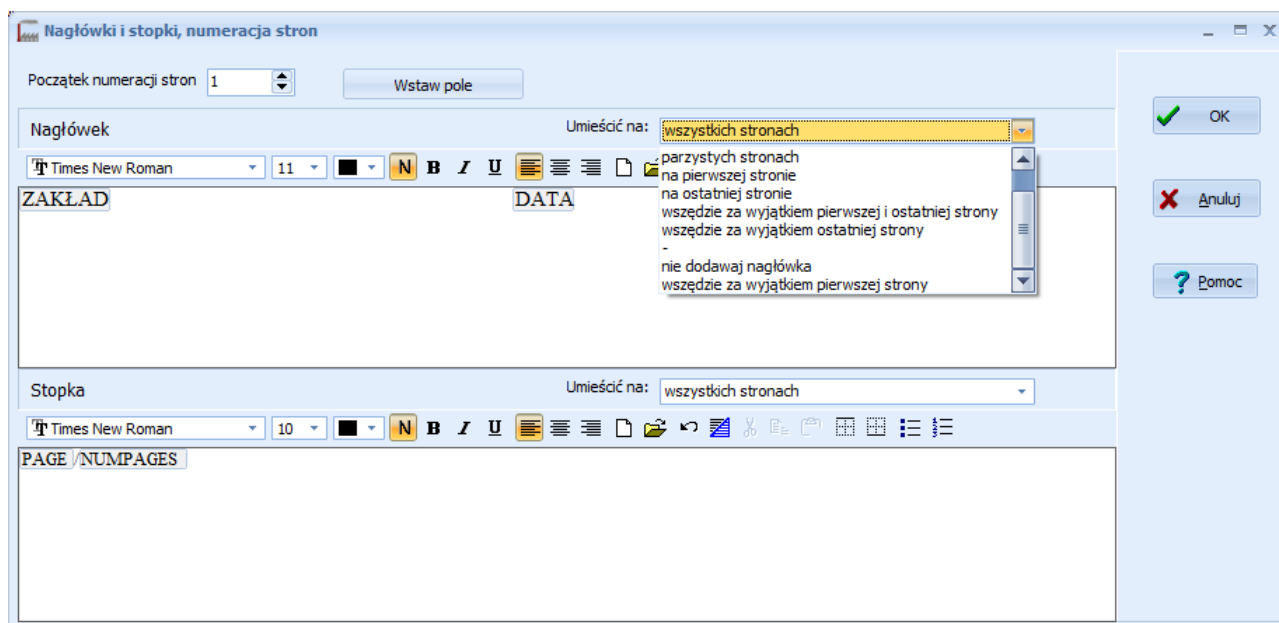 Nagłówki i stopki, numeracja stron
Początek numeracji stron 1 Wstaw pole
Nagłówek Umieścić na: wszystkich stronach
Times New Roman 11 N B I U
parzystych stronach
na pierwszej stronie
na ostatniej stronie
wszędzie za wyjątkiem pierwszej i ostatniej strony
wszędzie za wyjątkiem ostatniej strony
-
nie dodawaj nagłówka
wszędzie za wyjątkiem pierwszej strony
ZAKŁAD DATA
Stopka Umieścić na: wszystkich stronach
Times New Roman 10 N B I U
PAGE /NUMPAGES
OK
Anuluj
? Pomoc